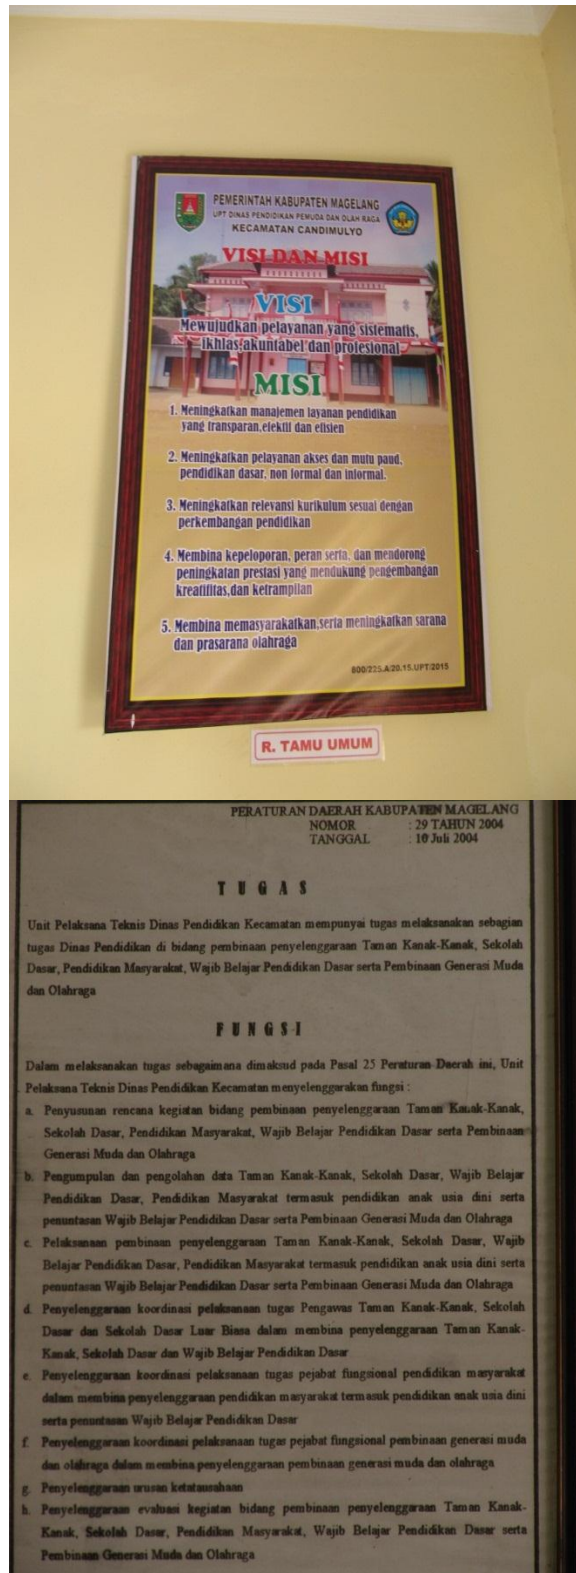 PEMERINTAH KABUPATEN MAGELANG
UPT DINAS PENDIDIKAN PEMUDA DAN OLAH RAGA
KECAMATAN CANDIMULYO
VISI DAN MISI
VISI
Mewujudkan pelayanan yang sistematis,
ikhlas,akuntabel dan profesional
MISI
1. Meningkatkan manajemen layanan pendidikan
yang transparan,efektif dan efisien
2. Meningkatkan pelayanan akses dan mutu paud,
pendidikan dasar, non formal dan informal.
3. Meningkatkan relevansi kurikulum sesuai dengan
perkembangan pendidikan
4. Membina kepeloporan, peran serta, dan mendorong
peningkatan prestasi yang mendukung pengembangan
kreatifitas,dan ketrampilan
5. Membina memasyarakatkan,serta meningkatkan sarana
dan prasarana olahraga
800/225.A/20.15.UPT/2015
R. TAMU UMUM
PERATURAN DAERAH KABUPATEN MAGELANG
NOMOR : 29 TAHUN 2004
TANGGAL : 10 Juli 2004
T U G A S
Unit Pelaksana Teknis Dinas Pendidikan Kecamatan mempunyai tugas melaksanakan sebagian
tugas Dinas Pendidikan di bidang pembinaan penyelenggaraan Taman Kanak-Kanak, Sekolah
Dasar, Pendidikan Masyarakat, Wajib Belajar Pendidikan Dasar serta Pembinaan Generasi Muda
dan Olahraga
F U N G S I
Dalam melaksanakan tugas sebagaimana dimaksud pada Pasal 25 Peraturan Daerah ini, Unit
Pelaksana Teknis Dinas Pendidikan Kecamatan menyelenggarakan fungsi :
a. Penyusunan rencana kegiatan bidang pembinaan penyelenggaraan Taman Kanak-Kanak,
Sekolah Dasar, Pendidikan Masyarakat, Wajib Belajar Pendidikan Dasar serta Pembinaan
Generasi Muda dan Olahraga
b. Pengumpulan dan pengolahan data Taman Kanak-Kanak, Sekolah Dasar, Wajib Belajar
Pendidikan Dasar, Pendidikan Masyarakat termasuk pendidikan anak usia dini serta
penuntasan Wajib Belajar Pendidikan Dasar serta Pembinaan Generasi Muda dan Olahraga
c. Pelaksanaan pembinaan penyelenggaraan Taman Kanak-Kanak, Sekolah Dasar, Wajib
Belajar Pendidikan Dasar, Pendidikan Masyarakat termasuk pendidikan anak usia dini serta
penuntasan Wajib Belajar Pendidikan Dasar serta Pembinaan Generasi Muda dan Olahraga
d. Penyelenggaraan koordinasi pelaksanaan tugas Pengawas Taman Kanak-Kanak, Sekolah
Dasar dan Sekolah Dasar Luar Biasa dalam membina penyelenggaraan Taman Kanak-
Kanak, Sekolah Dasar dan Wajib Belajar Pendidikan Dasar
e. Penyelenggaraan koordinasi pelaksanaan tugas pejabat fungsional pendidikan masyarakat
dalam membina penyelenggaraan pendidikan masyarakat termasuk pendidikan anak usia dini
serta penuntasan Wajib Belajar Pendidikan Dasar
f. Penyelenggaraan koordinasi pelaksanaan tugas pejabat fungsional pembinaan generasi muda
dan olahraga dalam membina penyelenggaraan pembinaan generasi muda dan olahraga
g. Penyelenggaraan urusan ketatausahaan
h. Penyelenggaraan evaluasi kegiatan bidang pembinaan penyelenggaraan Taman Kanak-
Kanak, Sekolah Dasar, Pendidikan Masyarakat, Wajib Belajar Pendidikan Dasar serta
Pembinaan Generasi Muda dan Olahraga